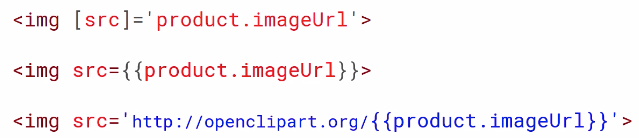 <img [src]='product.imageUrl'>
<img src={{product.imageUrl}}>
<img src='http://openclipart.org/{{product.imageUrl}}'>